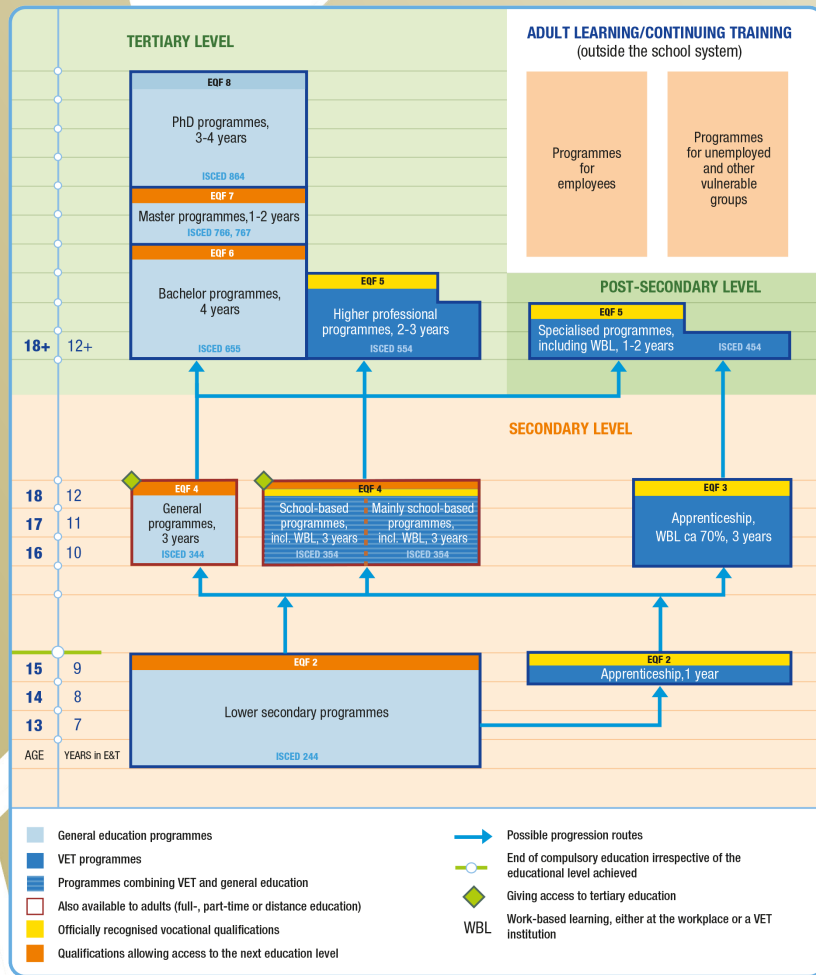 TERTIARY LEVEL
ADULT LEARNING/CONTINUING TRAINING
(outside the school system)
EQF 8
PhD programmes,
3-4 years
ISCED 864
EQF 7
Master programmes,1-2 years
ISCED 766, 767
EQF 6
Bachelor programmes,
4 years
ISCED 655
EQF 5
Higher professional
programmes, 2-3 years
ISCED 554
Programmes
for
employees
Programmes
for unemployed
and other
vulnerable
groups
POST-SECONDARY LEVEL
EQF 5
Specialised programmes,
including WBL, 1-2 years
ISCED 454
18+ 12+
SECONDARY LEVEL
18 12
17 11
16 10
EQF 4
General
programmes,
3 years
ISCED 344
EQF 4
School-based
programmes,
incl. WBL, 3 years
ISCED 354
Mainly school-based
programmes,
incl. WBL, 3 years
ISCED 354
EQF 3
Apprenticeship,
WBL ca 70%, 3 years
15 9
14 8
13 7
AGE YEARS in E&T
EQF 2
Lower secondary programmes
ISCED 244
EQF 2
Apprenticeship,1 year
General education programmes
VET programmes
Programmes combining VET and general education
Also available to adults (full-, part-time or distance education)
Officially recognised vocational qualifications
Qualifications allowing access to the next education level
Possible progression routes
End of compulsory education irrespective of the
educational level achieved
Giving access to tertiary education
WBL Work-based learning, either at the workplace or a VET
institution